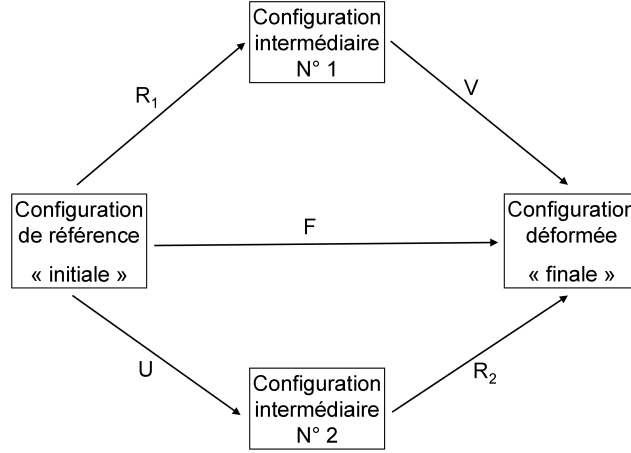 Configuration
intermédiaire
N° 1
R₁
V
Configuration
de référence
« initiale »
F
Configuration
déformée
« finale »
U
R₂
Configuration
intermédiaire
N° 2